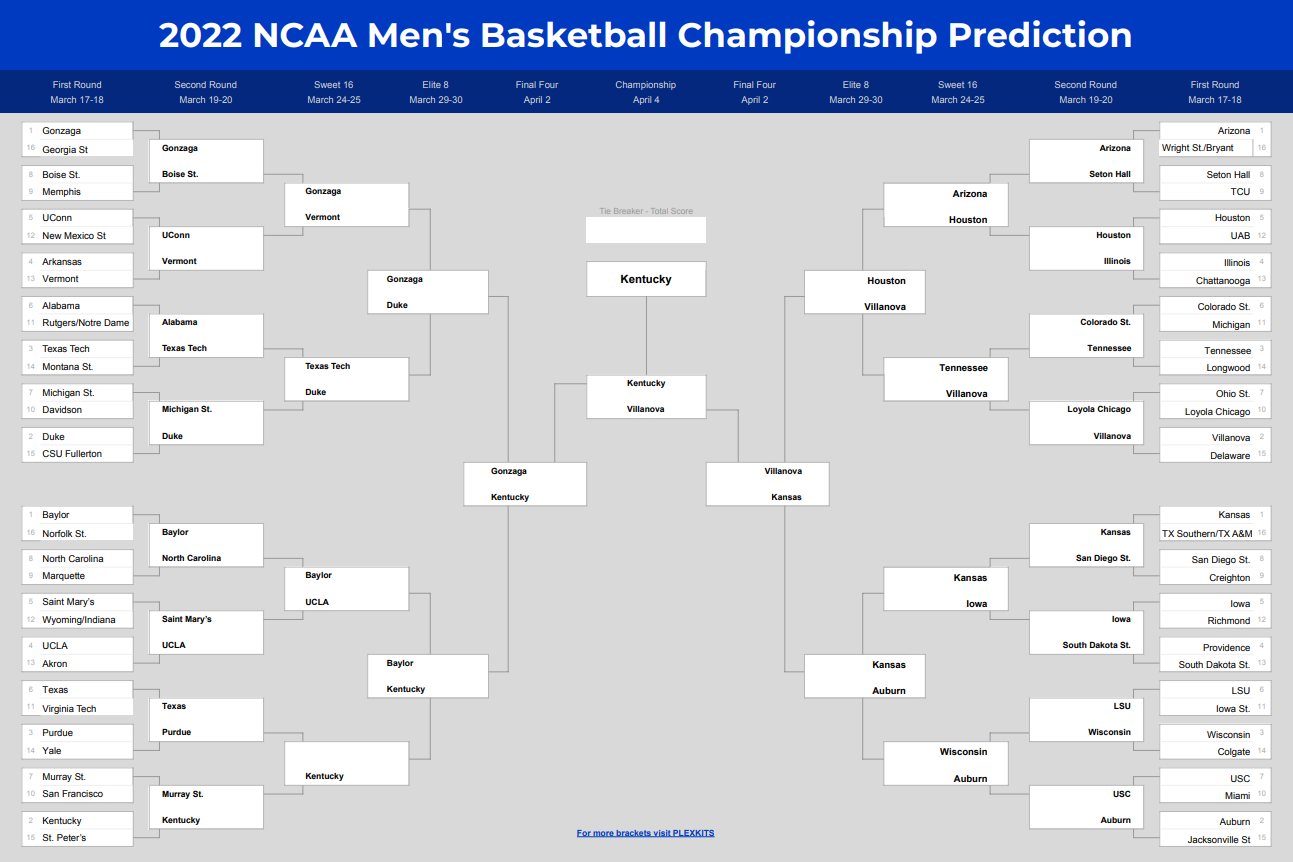 2022 NCAA Men's Basketball Championship Prediction
First Round Second Round Sweet 16 Elite 8 Final Four Championship Final Four Elite 8 Sweet 16 Second Round First Round
March 17-18 March 19-20 March 24-25 March 29-30 April 2 April 4 April 2 March 29-30 March 24-25 March 19-20 March 17-18
1 Gonzaga
16 Georgia St
8 Boise St.
9 Memphis
5 UConn
12 New Mexico St
4 Arkansas
13 Vermont
6 Alabama
11 Rutgers/Notre Dame
3 Texas Tech
14 Montana St.
7 Michigan St.
10 Davidson
2 Duke
15 CSU Fullerton
1 Baylor
16 Norfolk St.
8 North Carolina
9 Marquette
5 Saint Mary's
12 Wyoming/Indiana
4 UCLA
13 Akron
6 Texas
11 Virginia Tech
3 Purdue
14 Yale
7 Murray St.
10 San Francisco
2 Kentucky
15 St. Peter's
Gonzaga
Boise St.
UConn
Vermont
Alabama
Texas Tech
Michigan St.
Duke
Baylor
North Carolina
Saint Mary's
UCLA
Texas
Purdue
Murray St.
Kentucky
Gonzaga
Vermont
Texas Tech
Duke
Baylor
UCLA
Kentucky
Gonzaga
Duke
Baylor
Kentucky
Gonzaga
Kentucky
Tie Breaker - Total Score
Kentucky
Kentucky
Villanova
Villanova
Kansas
Houston
Villanova
Kansas
Auburn
Arizona
Houston
Tennessee
Villanova
Kansas
Iowa
Wisconsin
Auburn
Arizona
Seton Hall
Houston
Illinois
Colorado St.
Tennessee
Loyola Chicago
Villanova
Kansas
San Diego St.
Iowa
South Dakota St.
LSU
Wisconsin
USC
Auburn
Arizona 1
Wright St./Bryant 16
Seton Hall 8
TCU 9
Houston 5
UAB 12
Illinois 4
Chattanooga 13
Colorado St. 6
Michigan 11
Tennessee 3
Longwood 14
Ohio St. 7
Loyola Chicago 10
Villanova 2
Delaware 15
Kansas 1
TX Southern/TX A&M 16
San Diego St. 8
Creighton 9
Iowa 5
Richmond 12
Providence 4
South Dakota St. 13
LSU 6
Iowa St. 11
Wisconsin 3
Colgate 14
USC 7
Miami 10
Auburn 2
Jacksonville St 15
For more brackets visit PLEXKITS